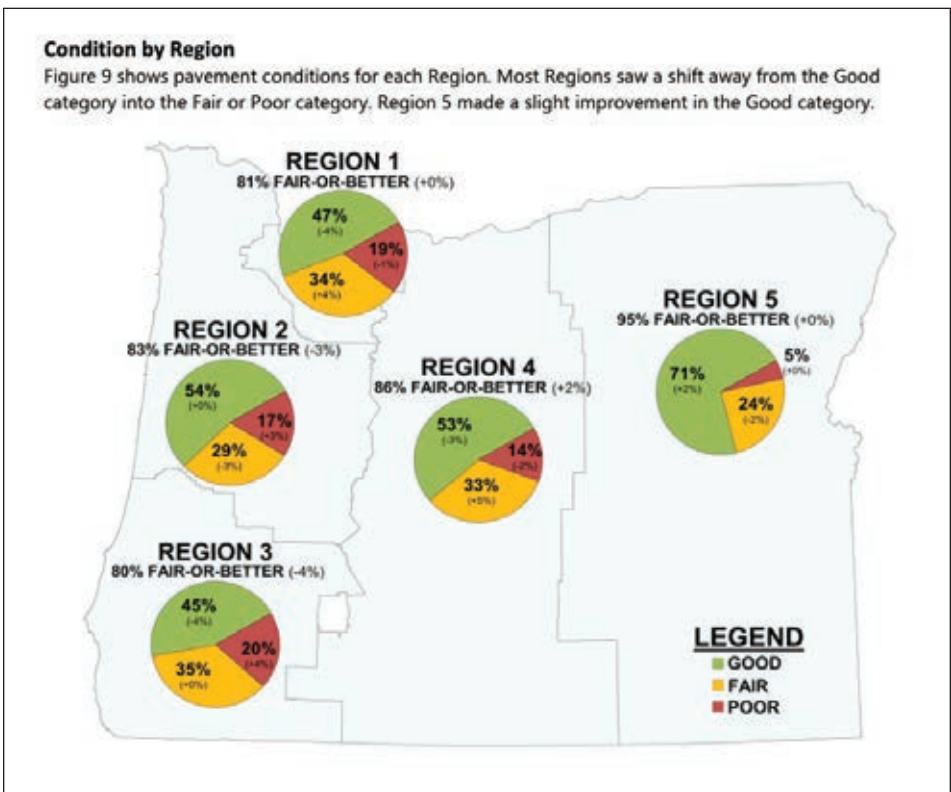 Condition by Region
Figure 9 shows pavement conditions for each Region. Most Regions saw a shift away from the Good
category into the Fair or Poor category. Region 5 made a slight improvement in the Good category.
REGION 1
81% FAIR-OR-BETTER (+0%)
47%
(-4%)
19%
(-1%)
34%
(+4%)
REGION 2
83% FAIR-OR-BETTER (-3%)
54%
(+0%)
17%
(+3%)
29%
(-3%)
REGION 3
80% FAIR-OR-BETTER (-4%)
45%
(-4%)
20%
(+4%)
35%
(+0%)
REGION 4
86% FAIR-OR-BETTER (+2%)
53%
(-3%)
14%
(-2%)
33%
(+5%)
REGION 5
95% FAIR-OR-BETTER (+0%)
71%
(+2%)
5%
(+0%)
24%
(-2%)
LEGEND
GOOD
FAIR
POOR